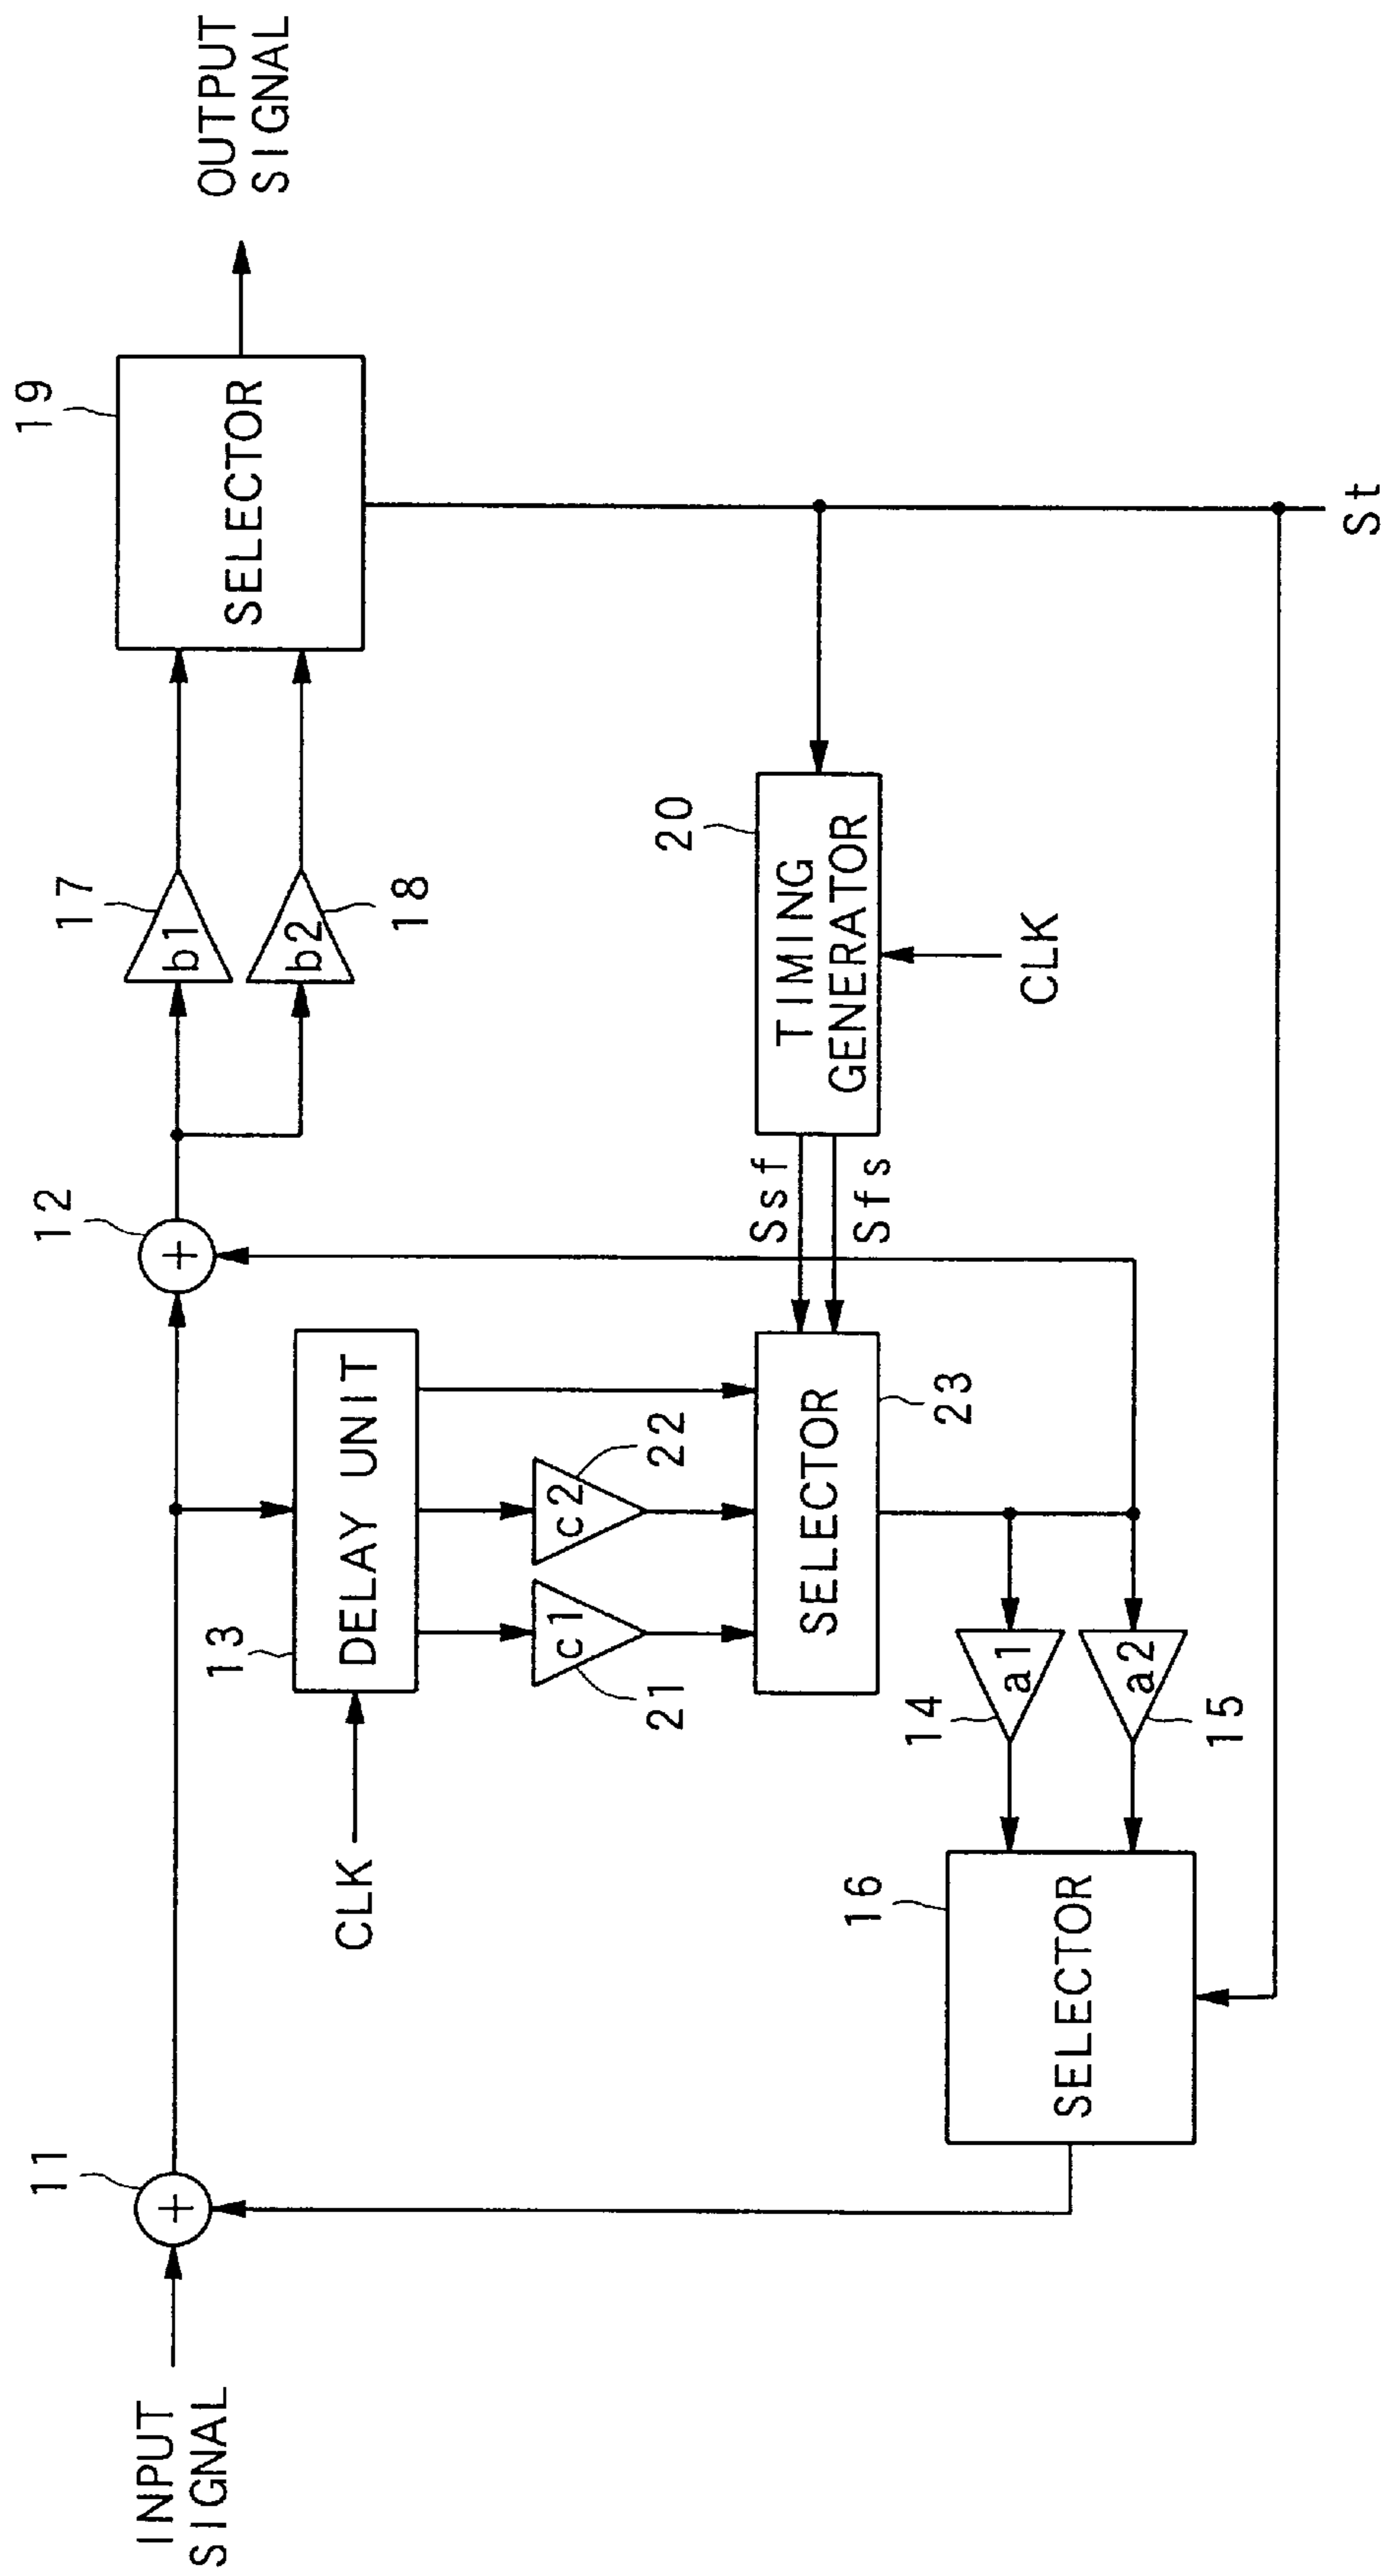 INPUT
SIGNAL
11
12
17
b1
b2
18
19
SELECTOR
OUTPUT
SIGNAL
13
DELAY UNIT
CLK
c1
21
c2
22
SELECTOR
23
Ssf
Sfs
20
TIMING
GENERATOR
CLK
14
a1
a2
15
16
SELECTOR
St